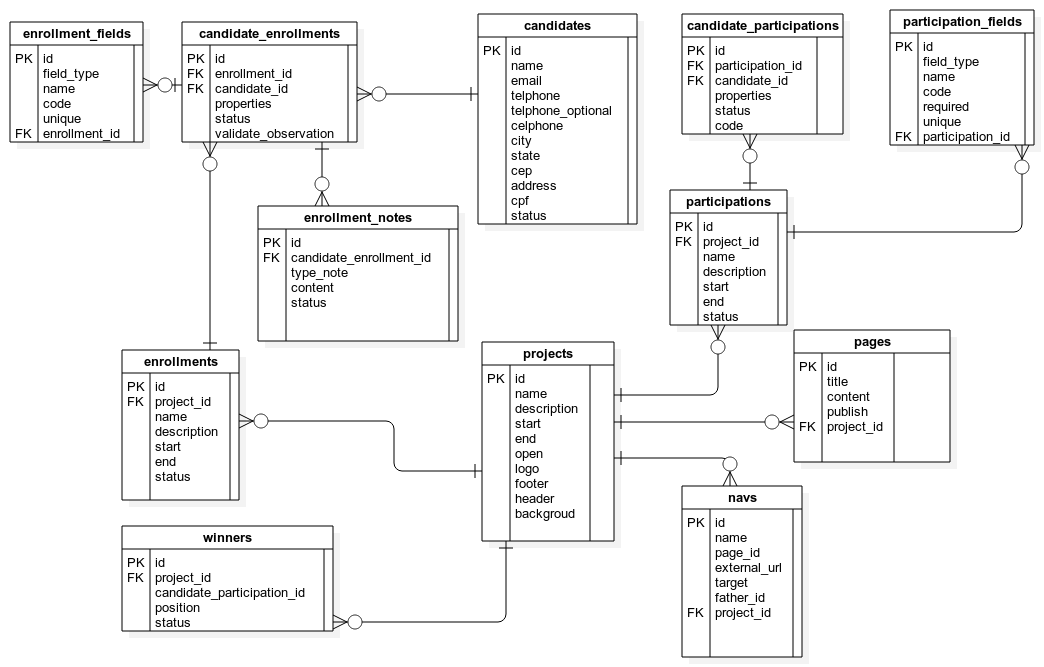 enrollment_fields
PK id
field_type
name
code
unique
FK enrollment_id
candidate_enrollments
PK id
FK enrollment_id
FK candidate_id
properties
status
validate_observation
candidates
PK id
name
email
telphone
telphone_optional
celphone
city
state
cep
address
cpf
status
candidate_participations
PK id
FK participation_id
FK candidate_id
properties
status
code
participation_fields
PK id
field_type
name
code
required
unique
FK participation_id
enrollment_notes
PK id
FK candidate_enrollment_id
type_note
content
status
participations
PK id
FK project_id
name
description
start
end
status
enrollments
PK id
FK project_id
name
description
start
end
status
projects
PK id
name
description
start
end
open
logo
footer
header
backgroud
pages
PK id
title
content
publish
FK project_id
winners
PK id
FK project_id
candidate_participation_id
position
status
navs
PK id
name
page_id
external_url
target
father_id
FK project_id